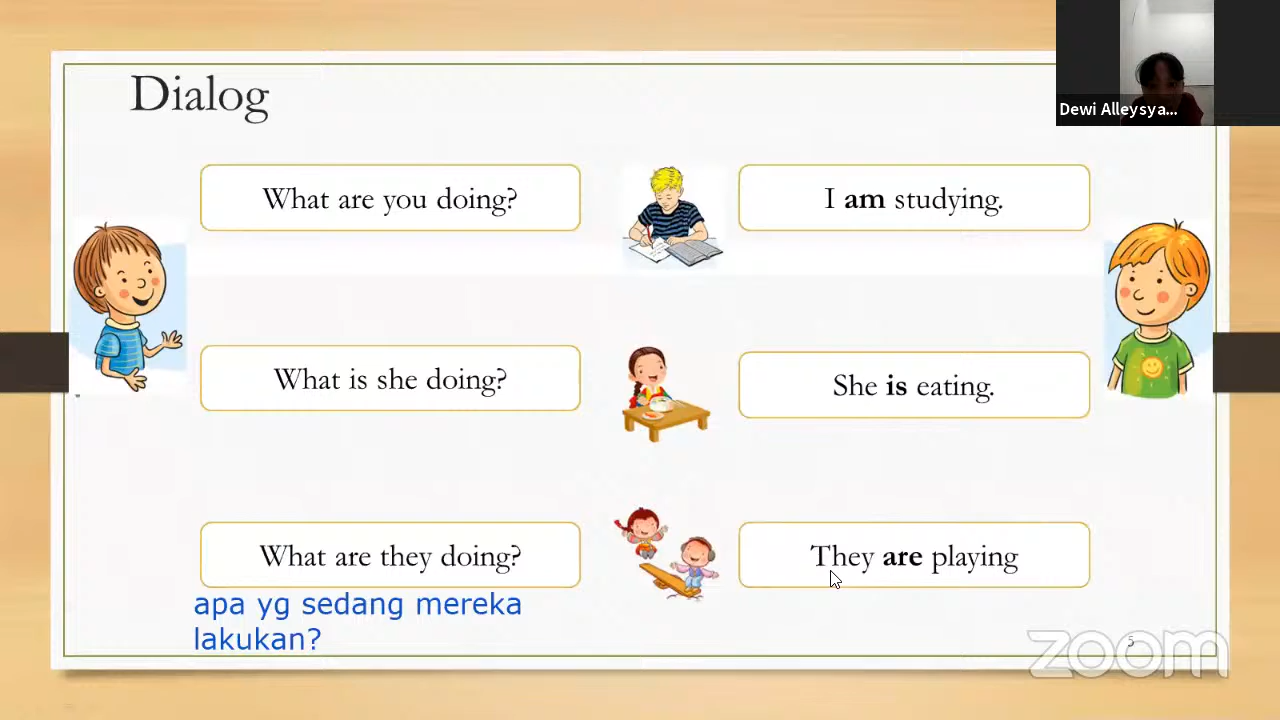 Dialog
Dewi Alleysya...
What are you doing?
I am studying.
What is she doing?
She is eating.
What are they doing?
They are playing
apa yg sedang mereka
lakukan?
5
zoom